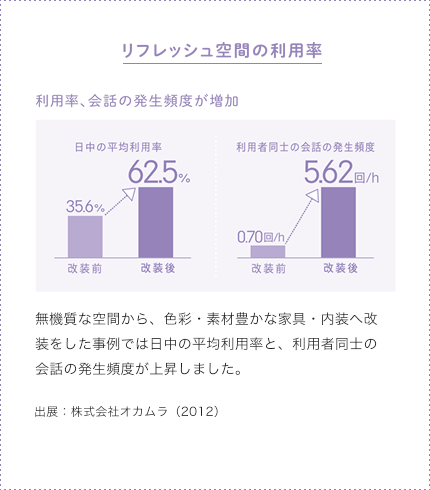 リフレッシュ空間の利用率
利用率、会話の発生頻度が増加
日中の平均利用率
62.5%
35.6%
改装前
改装後
利用者同士の会話の発生頻度
5.62回/h
0.70回/h
改装前
改装後
無機質な空間から、色彩・素材豊かな家具・内装へ改
装をした事例では日中の平均利用率と、利用者同士の
会話の発生頻度が上昇しました。
出展：株式会社オカムラ（2012）